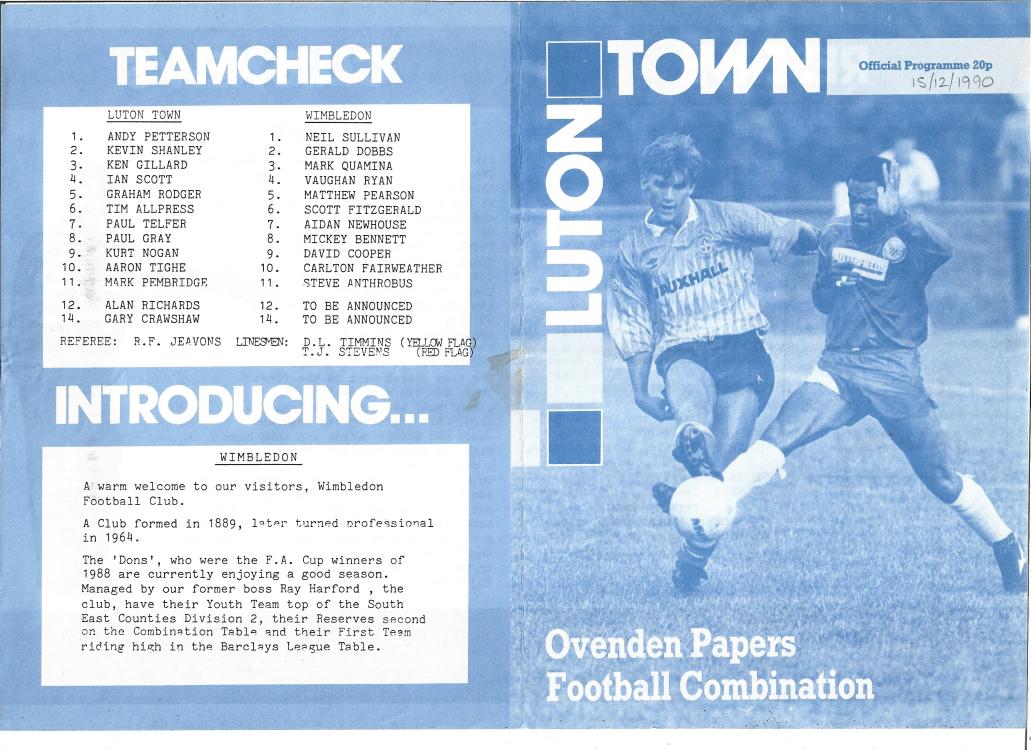 TEAMCHECK
LUTON TOWN WIMBLEDON
1. ANDY PETTERSON 1. NEIL SULLIVAN
2. KEVIN SHANLEY 2. GERALD DOBBS
3. KEN GILLARD 3. MARK QUAMINA
4. IAN SCOTT 4. VAUGHAN RYAN
5. GRAHAM RODGER 5. MATTHEW PEARSON
6. TIM ALLPRESS 6. SCOTT FITZGERALD
7. PAUL TELFER 7. AIDAN NEWHOUSE
8. PAUL GRAY 8. MICKEY BENNETT
9. KURT NOGAN 9. DAVID COOPER
10. AARON TIGHE 10. CARLTON FAIRWEATHER
11. MARK PEMBRIDGE 11. STEVE ANTHROBUS
12. ALAN RICHARDS 12. TO BE ANNOUNCED
14. GARY CRAWSHAW 14. TO BE ANNOUNCED
REFEREE: R.F. JEAVONS LINESMEN: D.L. TIMMINS (YELLOW FLAG)
T.J. STEVENS (RED FLAG)
INTRODUCING...
WIMBLEDON
A warm welcome to our visitors, Wimbledon
Football Club.
A Club formed in 1889, later turned professional
in 1964.
The 'Dons', who were the F.A. Cup winners of
1988 are currently enjoying a good season.
Managed by our former boss Ray Harford , the
club, have their Youth Team top of the South
East Counties Division 2, their Reserves second
on the Combination Table and their First Team
riding high in the Barclays League Table.
LUTON
TOWN
Official Programme 20p
15/12/1990
VAUXHALL
Ovenden Papers
Football Combination